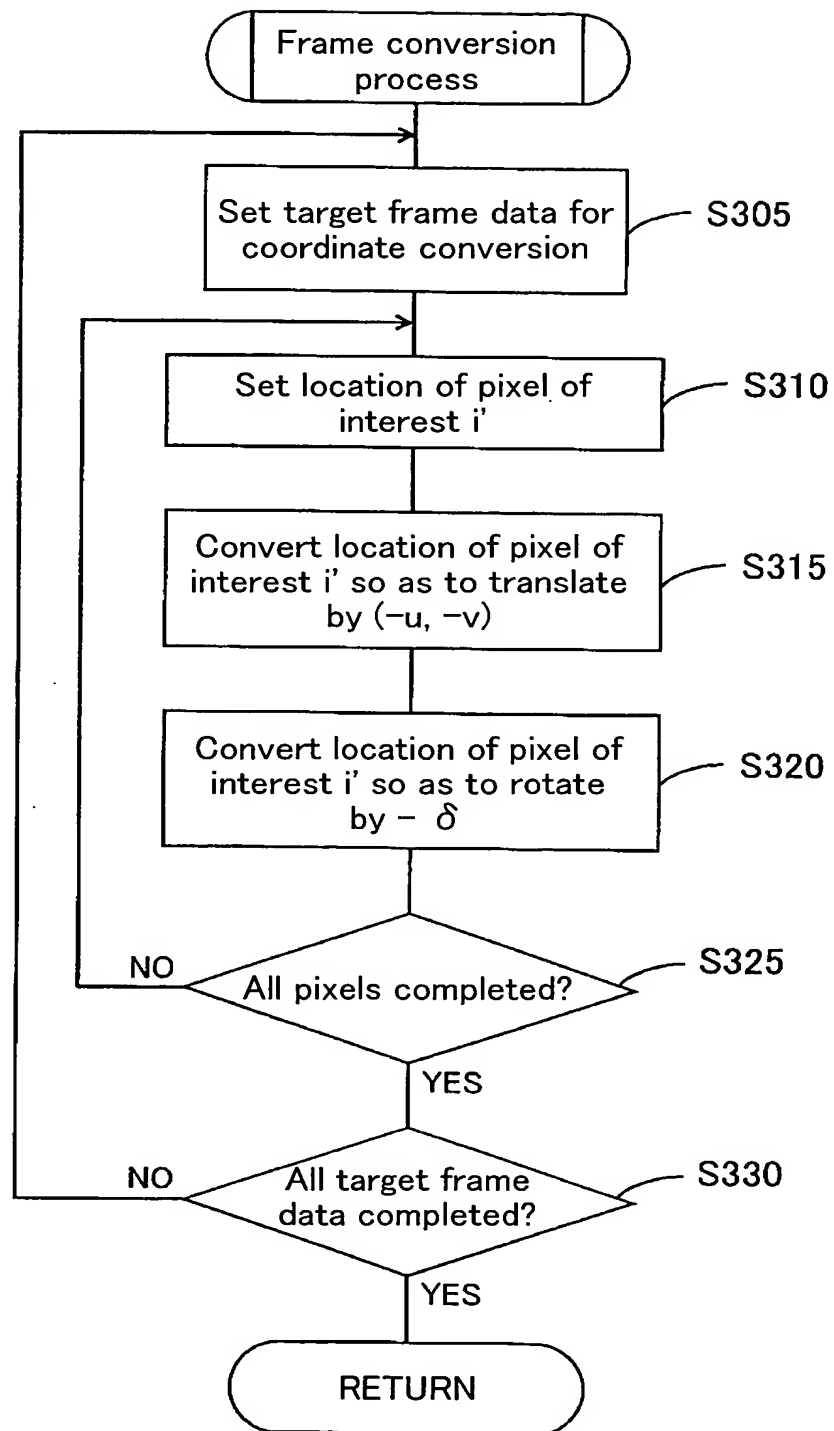 Frame conversion
process
Set target frame data for
coordinate conversion
S305
Set location of pixel of
interest i'
S310
Convert location of pixel of
interest i' so as to translate
by (−u, −v)
S315
Convert location of pixel of
interest i' so as to rotate
by − δ
S320
NO
All pixels completed?
S325
YES
NO
All target frame
data completed?
S330
YES
RETURN